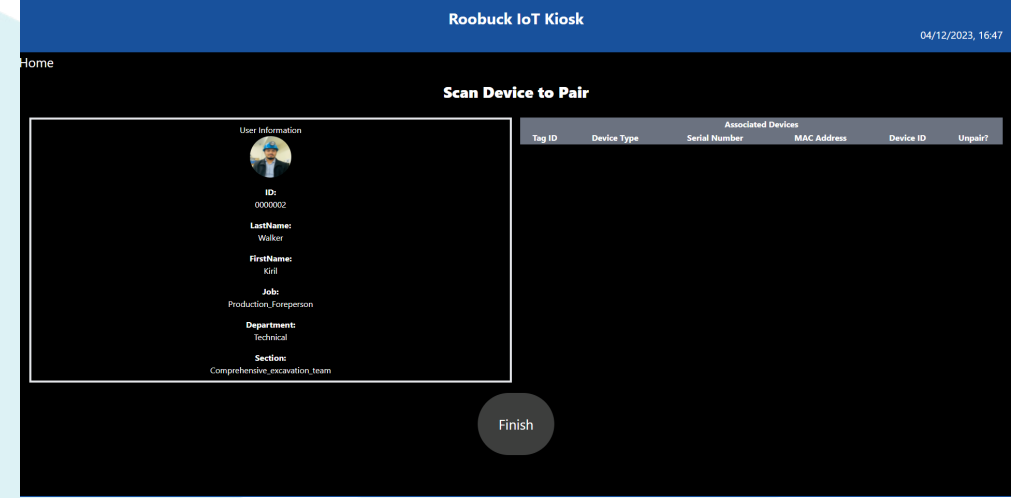 Roobuck IoT Kiosk
04/12/2023, 16:47
Home
Scan Device to Pair
User Information
ID:
0000002
LastName:
Walker
FirstName:
Kiril
Job:
Production_Foreperson
Department:
Technical
Section:
Comprehensive_excavation_team
Associated Devices
Tag ID Device Type Serial Number MAC Address Device ID Unpair?
Finish